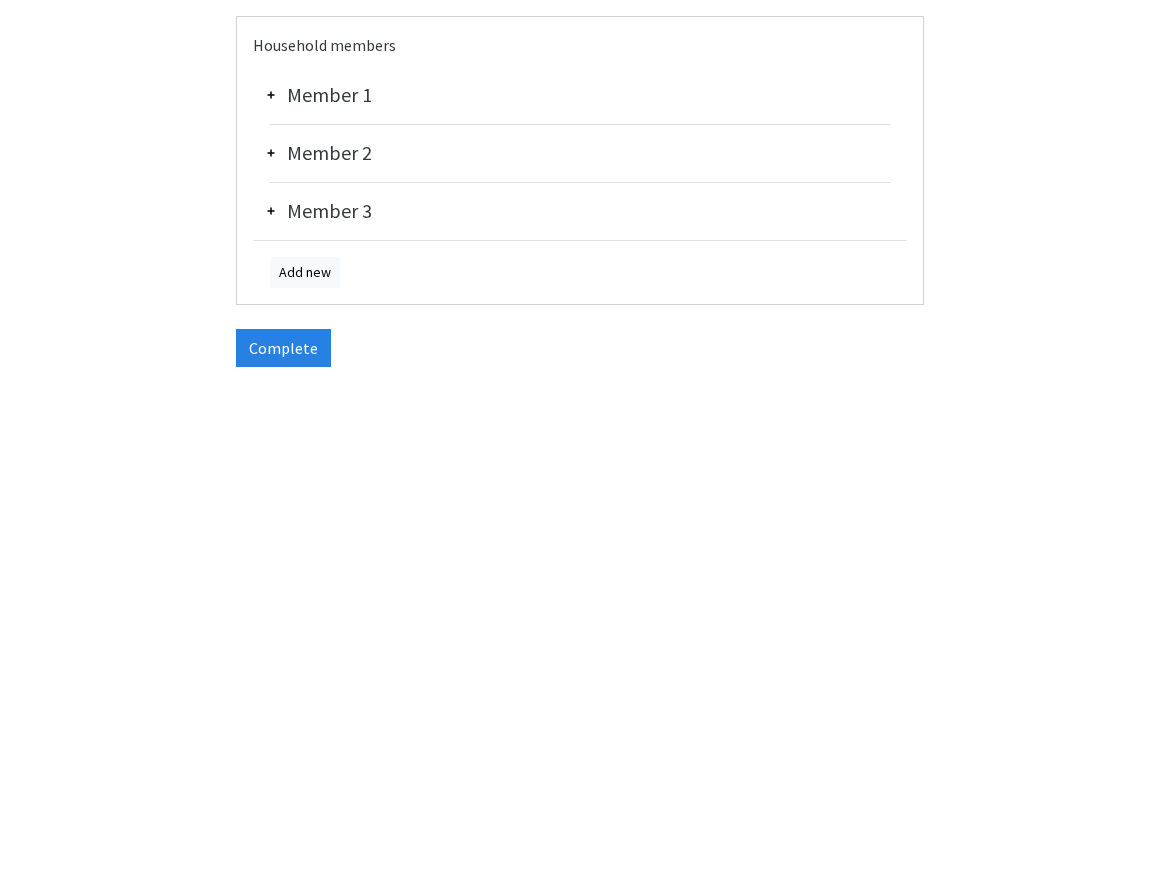 Household members
+ Member 1
+ Member 2
+ Member 3
Add new
Complete